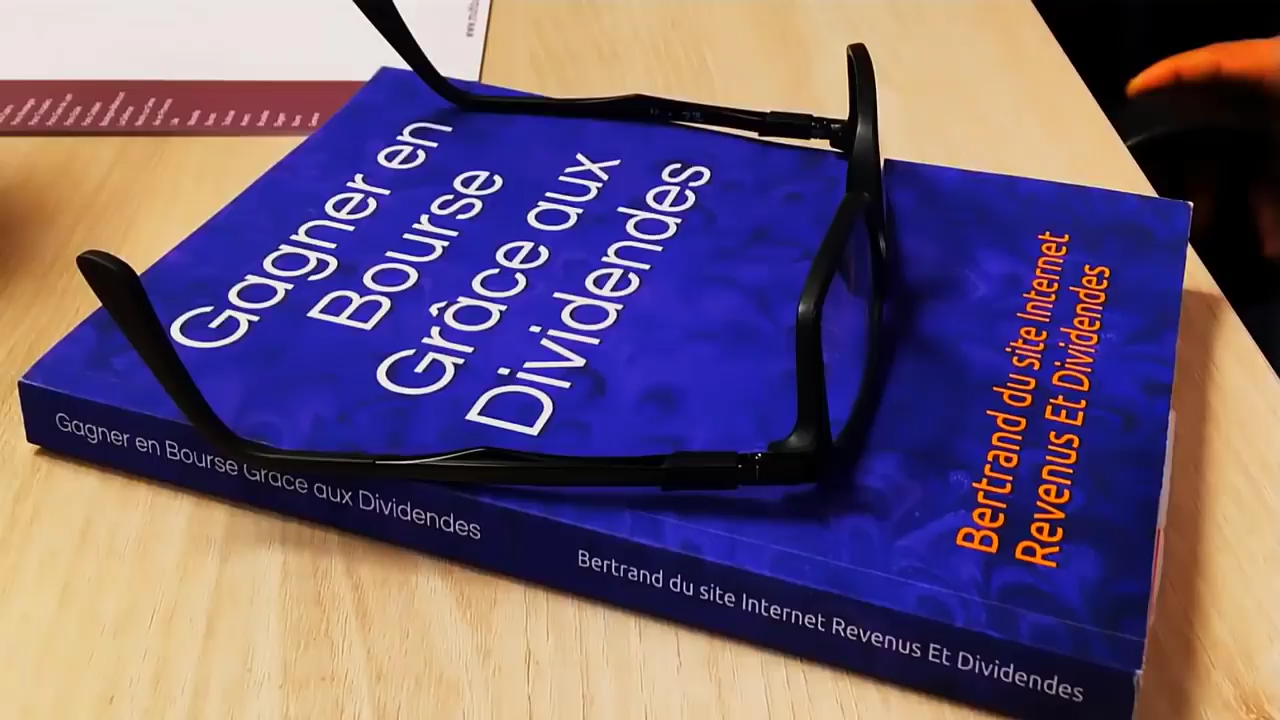 Gagner en
Bourse
Grâce aux
Dividendes
Bertrand du site Internet
Revenus Et Dividendes
Gagner en Bourse Grâce aux Dividendes
Bertrand du site Internet Revenus Et Dividendes